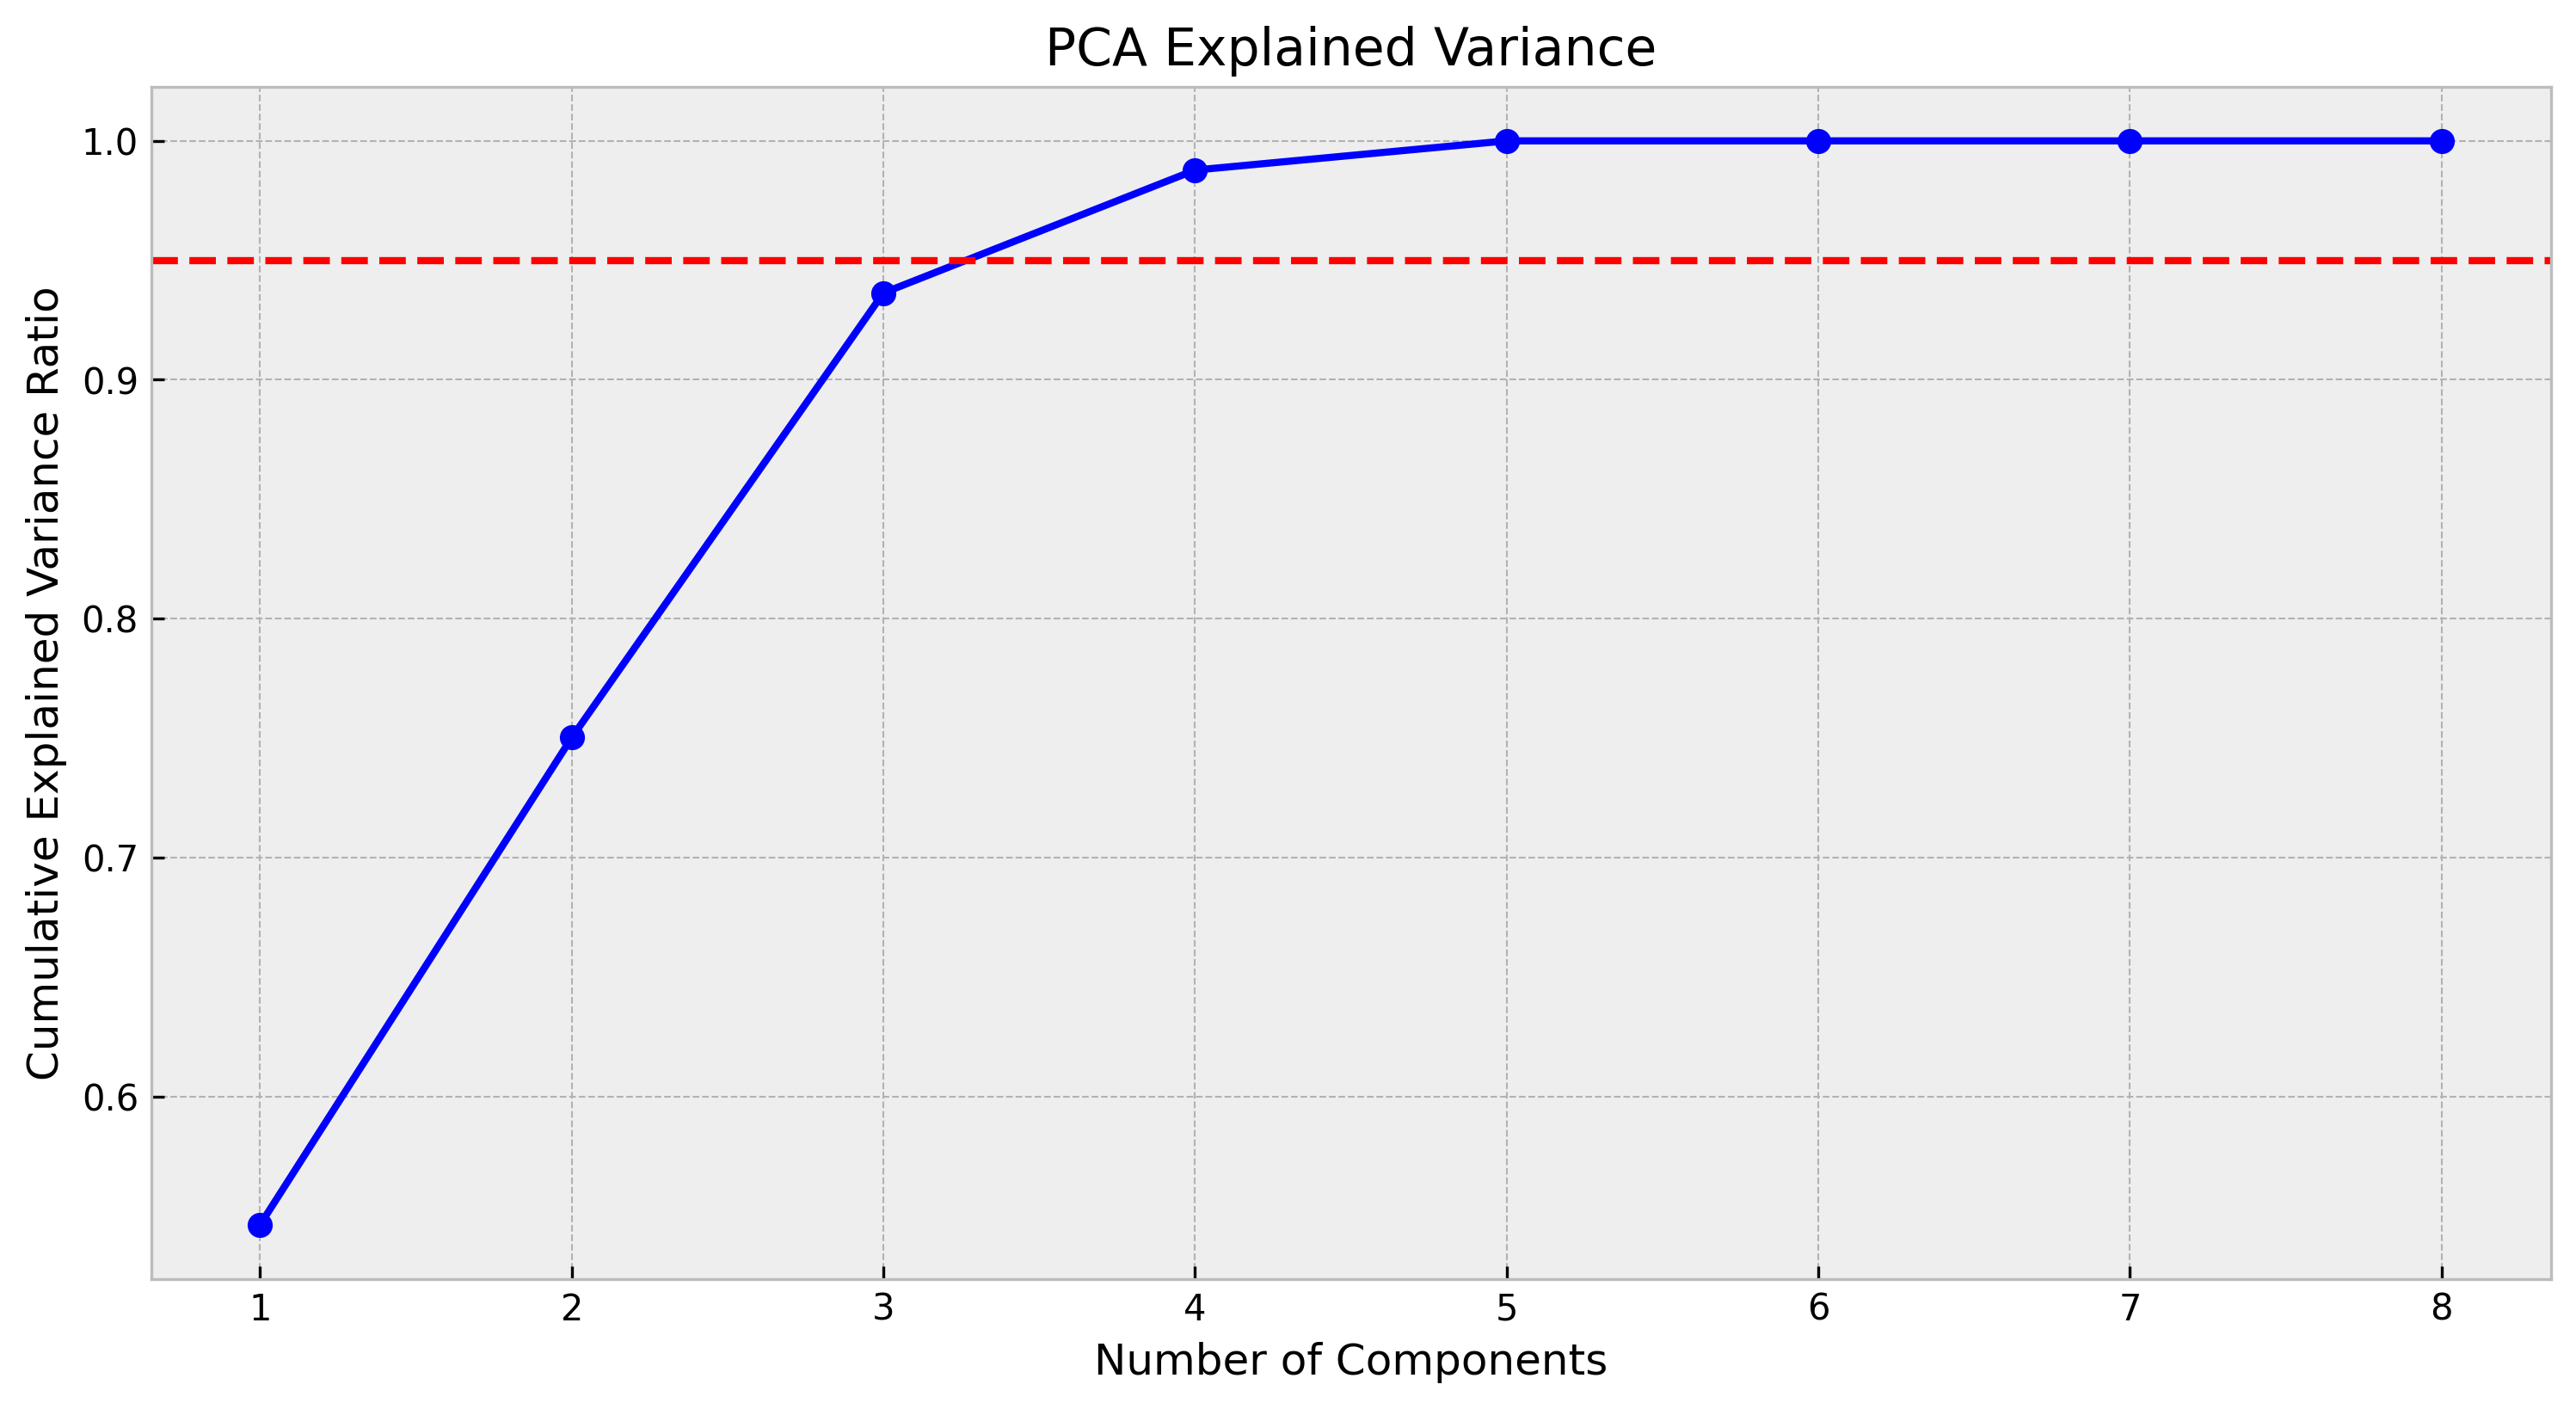 PCA Explained Variance
Cumulative Explained Variance Ratio
1.0
0.9
0.8
0.7
0.6
1 2 3 4 5 6 7 8
Number of Components